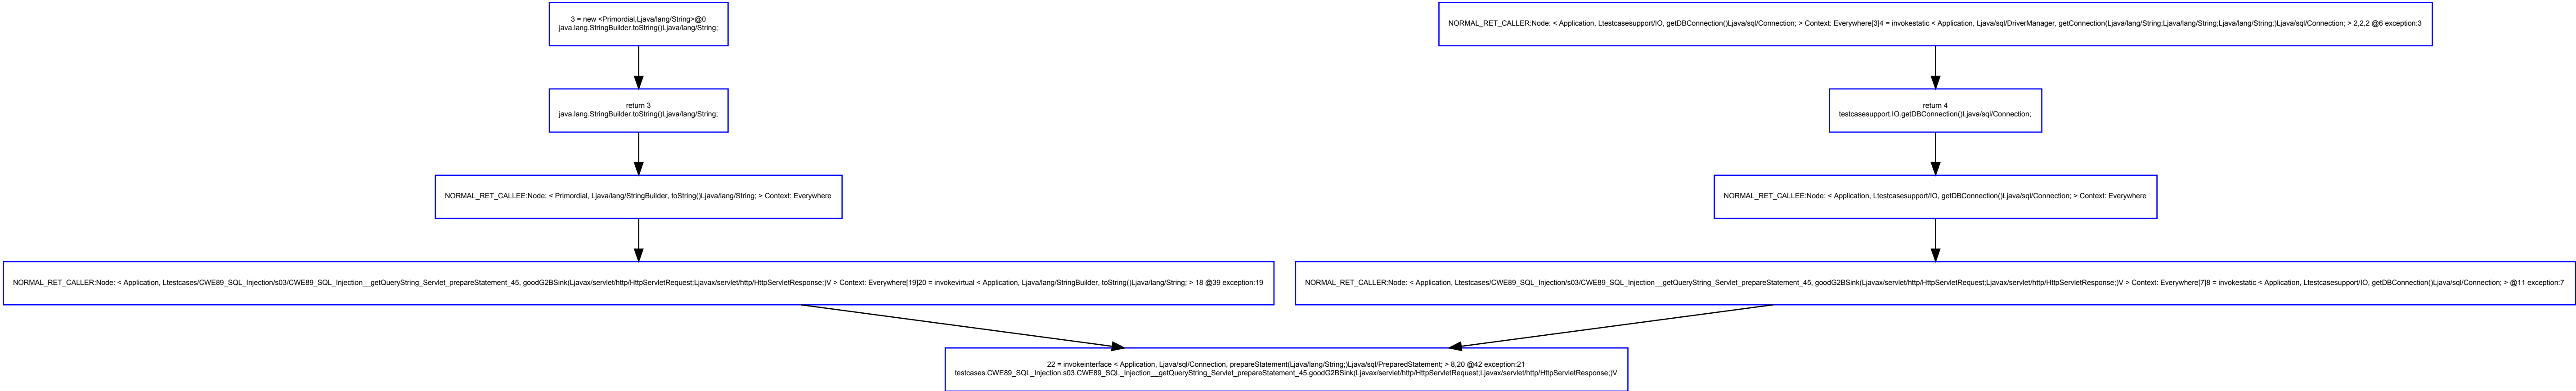 3 = new <Primordial,Ljava/lang/String>@0
java.lang.StringBuilder.toString()Ljava/lang/String;
NORMAL_RET_CALLER:Node: < Application, Ltestcasesupport/IO, getDBConnection()Ljava/sql/Connection; > Context: Everywhere[3]4 = invokestatic < Application, Ljava/sql/DriverManager, getConnection(Ljava/lang/String;Ljava/lang/String;Ljava/lang/String;)Ljava/sql/Connection; > 2,2,2 @6 exception:3
return 3
java.lang.StringBuilder.toString()Ljava/lang/String;
return 4
testcasesupport.IO.getDBConnection()Ljava/sql/Connection;
NORMAL_RET_CALLEE:Node: < Primordial, Ljava/lang/StringBuilder, toString()Ljava/lang/String; > Context: Everywhere
NORMAL_RET_CALLEE:Node: < Application, Ltestcasesupport/IO, getDBConnection()Ljava/sql/Connection; > Context: Everywhere
NORMAL_RET_CALLER:Node: < Application, Ltestcases/CWE89_SQL_Injection/s03/CWE89_SQL_Injection__getQueryString_Servlet_prepareStatement_45, goodG2BSink(Ljavax/servlet/http/HttpServletRequest;Ljavax/servlet/http/HttpServletResponse;)V > Context: Everywhere[19]20 = invokevirtual < Application, Ljava/lang/StringBuilder, toString()Ljava/lang/String; > 18 @39 exception:19
NORMAL_RET_CALLER:Node: < Application, Ltestcases/CWE89_SQL_Injection/s03/CWE89_SQL_Injection__getQueryString_Servlet_prepareStatement_45, goodG2BSink(Ljavax/servlet/http/HttpServletRequest;Ljavax/servlet/http/HttpServletResponse;)V > Context: Everywhere[7]8 = invokestatic < Application, Ltestcasesupport/IO, getDBConnection()Ljava/sql/Connection; > @11 exception:7
22 = invokeinterface < Application, Ljava/sql/Connection, prepareStatement(Ljava/lang/String;)Ljava/sql/PreparedStatement; > 8,20 @42 exception:21
testcases.CWE89_SQL_Injection.s03.CWE89_SQL_Injection__getQueryString_Servlet_prepareStatement_45.goodG2BSink(Ljavax/servlet/http/HttpServletRequest;Ljavax/servlet/http/HttpServletResponse;)V